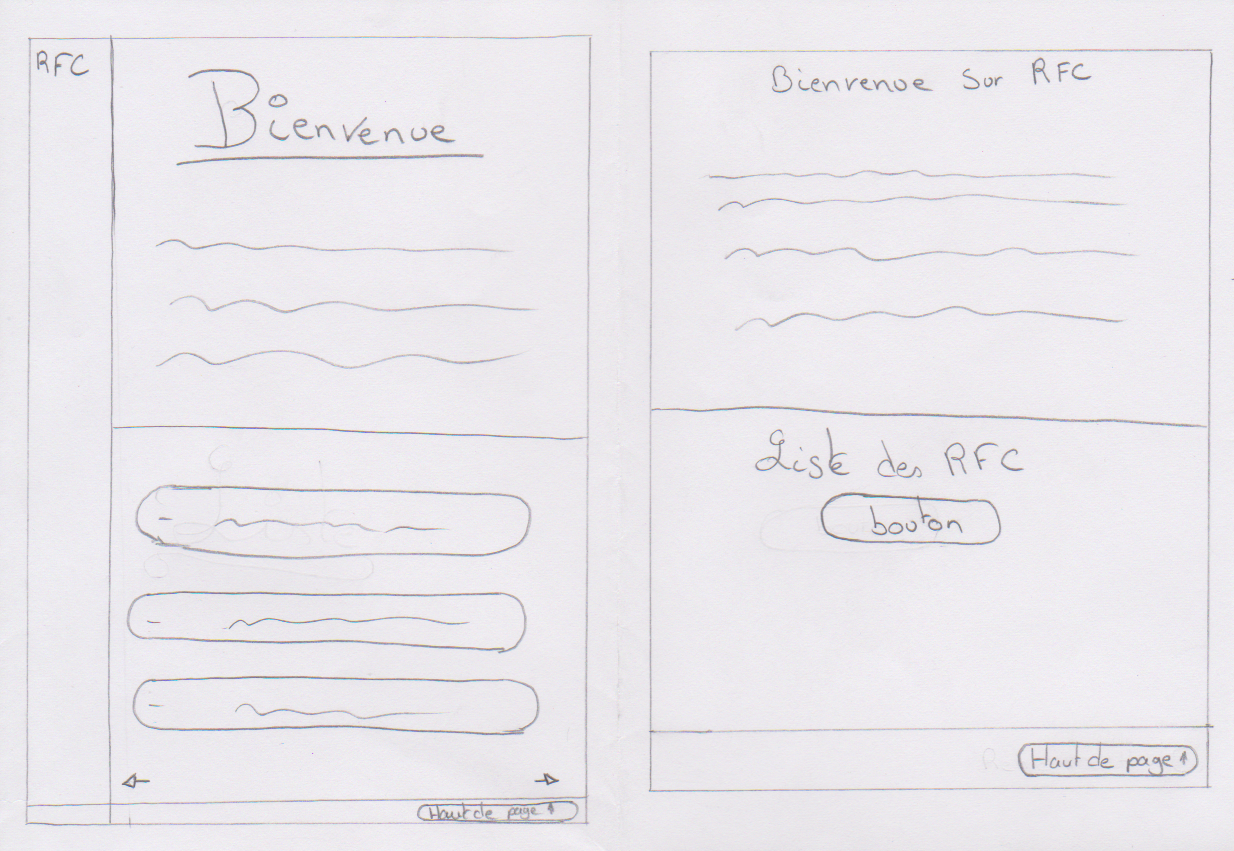 RFC
Bienvenue
Haut de page ↑
Bienvenue sur RFC
Liste des RFC
bouton
Haut de page ↑